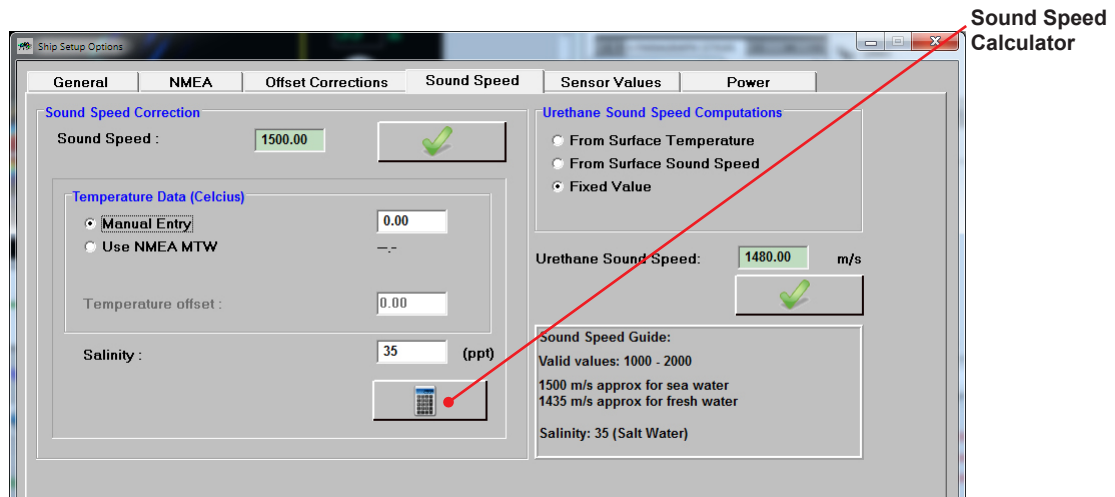 Sound Speed
Calculator
Ship Setup Options
General NMEA Offset Corrections Sound Speed Sensor Values Power
Sound Speed Correction
Sound Speed : 1500.00
Temperature Data (Celcius)
Manual Entry 0.00
Use NMEA MTW --.-
Temperature offset : 0.00
Salinity : 35 (ppt)
Urethane Sound Speed Computations
From Surface Temperature
From Surface Sound Speed
Fixed Value
Urethane Sound Speed: 1480.00 m/s
Sound Speed Guide:
Valid values: 1000 - 2000
1500 m/s approx for sea water
1435 m/s approx for fresh water
Salinity: 35 (Salt Water)